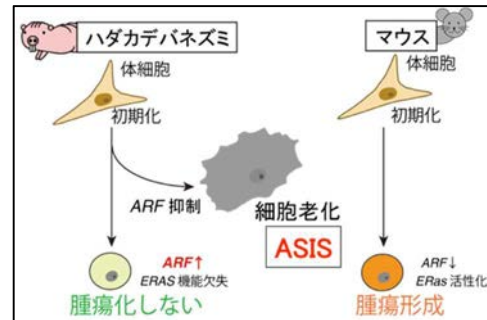 ハダカデバネズミ
マウス
体細胞
初期化
体細胞
初期化
ARF 抑制
細胞老化
ASIS
ARF↑
ERAS 機能欠失
腫瘍化しない
ARF↓
ERas 活性化
腫瘍形成